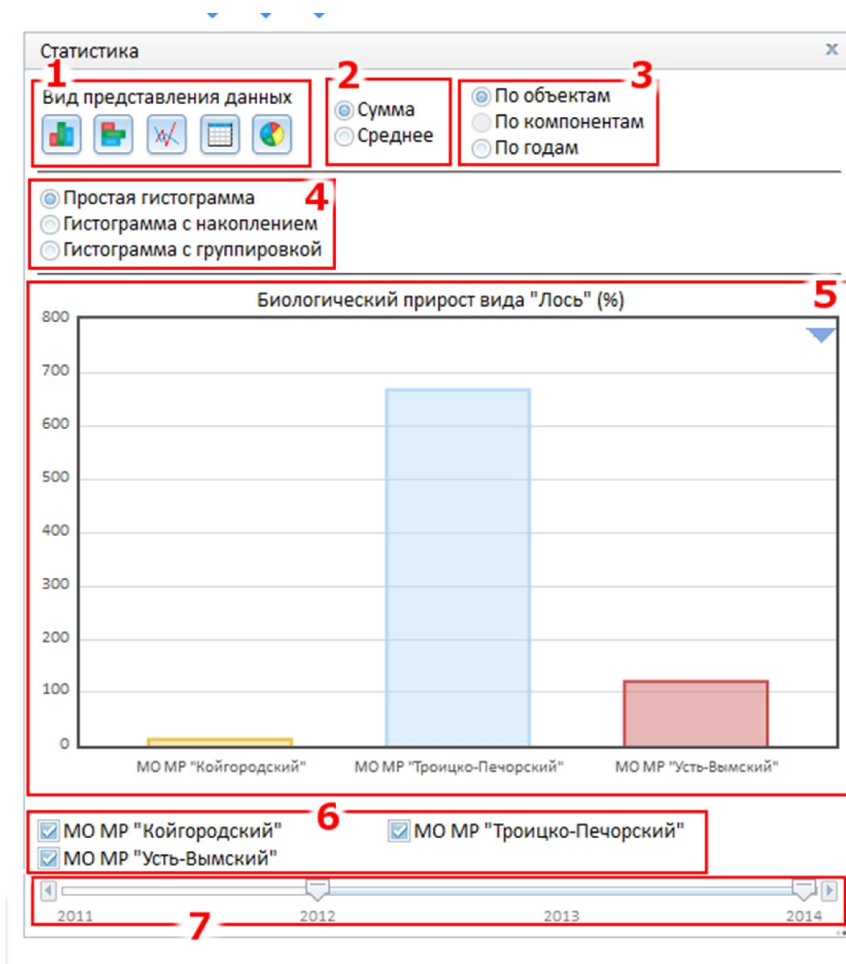 Статистика x
1 2 3
Вид представления данных
Сумма
Среднее
По объектам
По компонентам
По годам
Простая гистограмма 4
Гистограмма с накоплением
Гистограмма с группировкой
Биологический прирост вида "Лось" (%) 5
800
700
600
500
400
300
200
100
0
МО МР "Койгородский" МО МР "Троицко-Печорский" МО МР "Усть-Вымский"
6
МО МР "Койгородский" МО МР "Троицко-Печорский"
МО МР "Усть-Вымский"
2011 2012 2013 2014
7